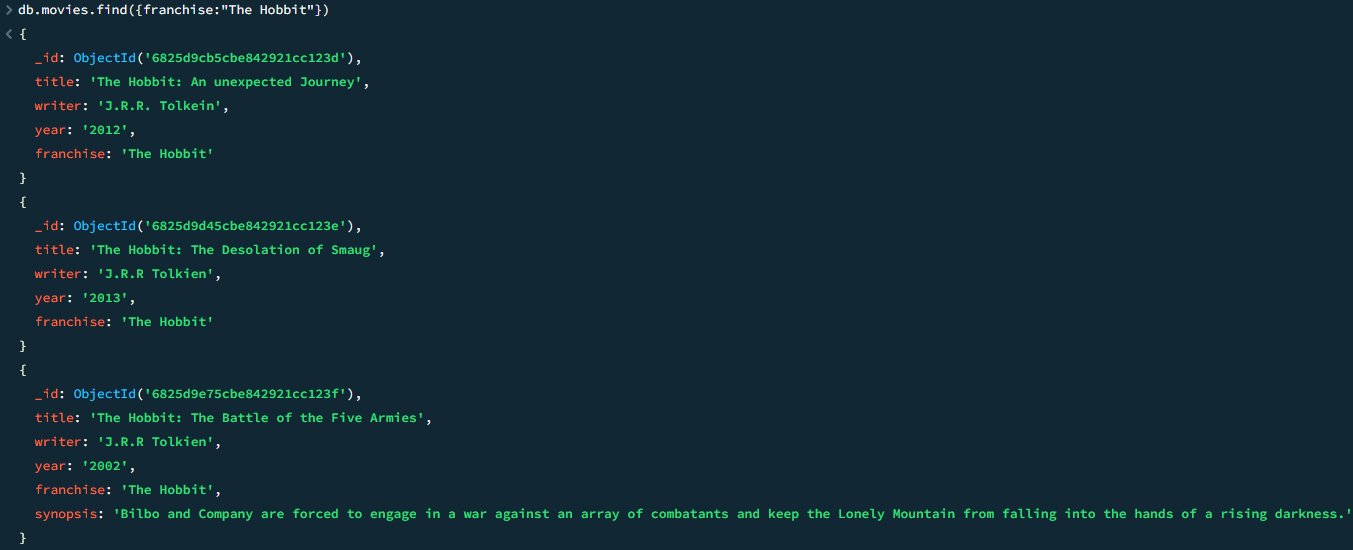 > db.movies.find({franchise:"The Hobbit"})
< {
_id: ObjectId('6825d9cb5cbe842921cc123d'),
title: 'The Hobbit: An unexpected Journey',
writer: 'J.R.R. Tolkein',
year: '2012',
franchise: 'The Hobbit'
}
{
_id: ObjectId('6825d9d45cbe842921cc123e'),
title: 'The Hobbit: The Desolation of Smaug',
writer: 'J.R.R Tolkien',
year: '2013',
franchise: 'The Hobbit'
}
{
_id: ObjectId('6825d9e75cbe842921cc123f'),
title: 'The Hobbit: The Battle of the Five Armies',
writer: 'J.R.R Tolkien',
year: '2002',
franchise: 'The Hobbit',
synopsis: 'Bilbo and Company are forced to engage in a war against an array of combatants and keep the Lonely Mountain from falling into the hands of a rising darkness.'
}